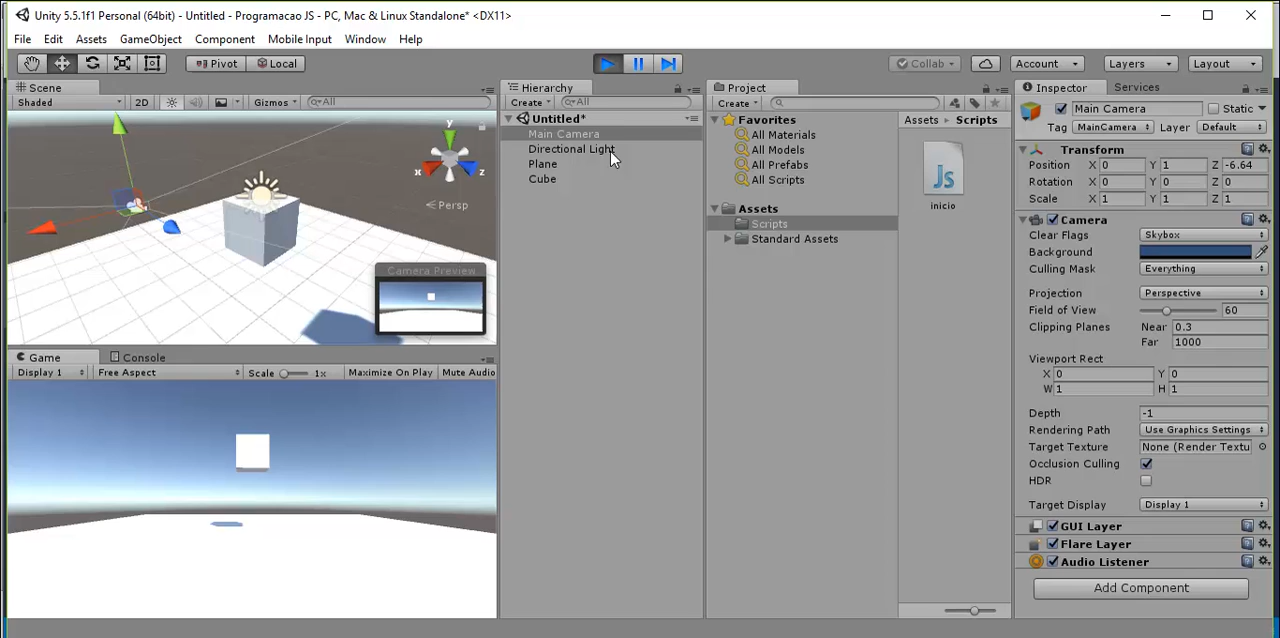 Unity 5.5.1f1 Personal (64bit) - Untitled - Programacao JS - PC, Mac & Linux Standalone* <DX11>
File Edit Assets GameObject Component Mobile Input Window Help
Pivot Local Collab Account Layers Layout
Scene
Shaded 2D Gizmos All
y
x
z
Persp
Camera Preview
Game Console
Display 1 Free Aspect Scale 1x Maximize On Play Mute Audio
Hierarchy
Create All
Untitled*
Main Camera
Directional Light
Plane
Cube
Project
Create
Favorites
All Materials
All Models
All Prefabs
All Scripts
Assets
Scripts
Standard Assets
Assets Scripts
Js
inicio
Inspector Services
Main Camera Static
Tag MainCamera Layer Default
Transform
Position X 0 Y 1 Z -6.64
Rotation X 0 Y 0 Z 0
Scale X 1 Y 1 Z 1
Camera
Clear Flags Skybox
Background
Culling Mask Everything
Projection Perspective
Field of View 60
Clipping Planes Near 0.3
Far 1000
Viewport Rect
X 0 Y 0
W 1 H 1
Depth -1
Rendering Path Use Graphics Settings
Target Texture None (Render Textu
Occlusion Culling
HDR
Target Display Display 1
GUI Layer
Flare Layer
Audio Listener
Add Component